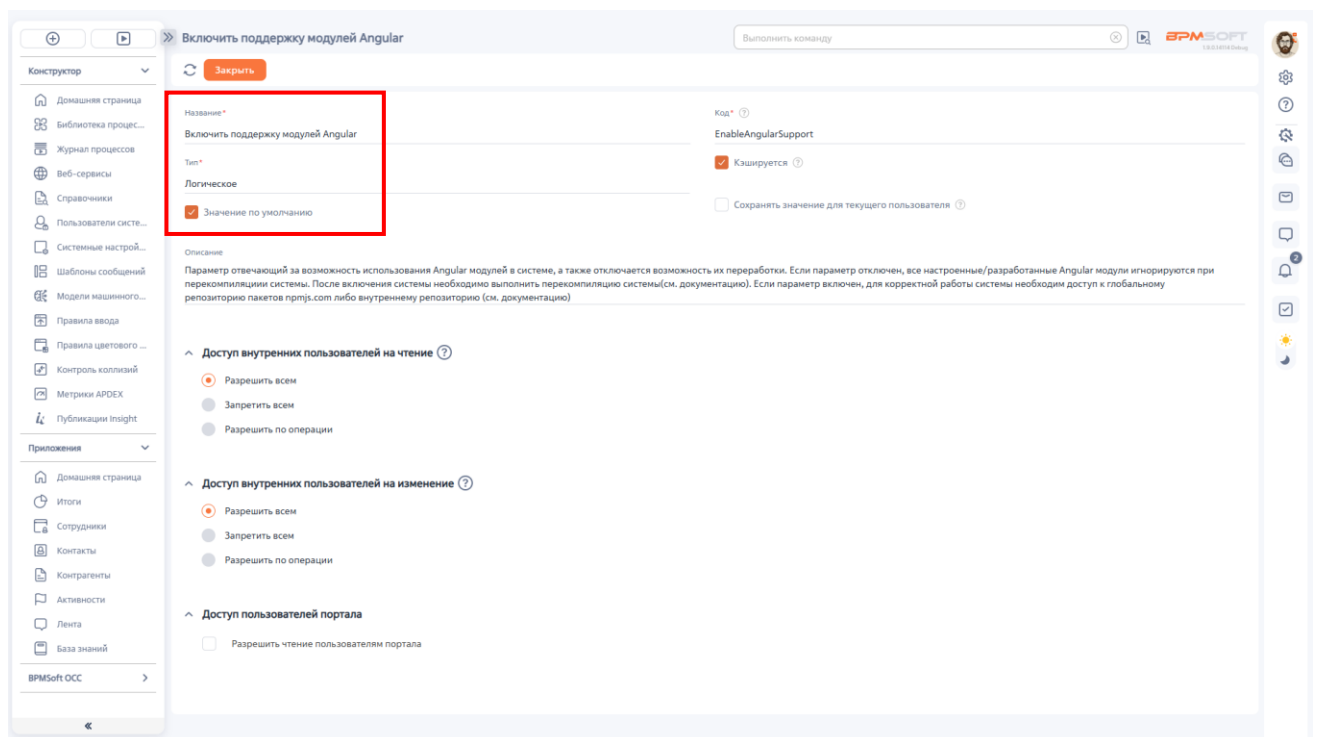 Включить поддержку модулей Angular
Выполнить команду
BPMSOFT
Закрыть
Конструктор
Домашняя страница
Библиотека процес...
Журнал процессов
Веб-сервисы
Справочники
Пользователи систе...
Системные настрой...
Шаблоны сообщений
Модели машинного...
Правила ввода
Правила цветового ...
Контроль коллизий
Метрики APDEX
Публикации Insight
Приложения
Домашняя страница
Итоги
Сотрудники
Контакты
Контрагенты
Активности
Лента
База знаний
BPMSoft OCC
Название*
Включить поддержку модулей Angular
Код*
EnableAngularSupport
Тип*
Логическое
Кэшируется
Значение по умолчанию
Сохранять значение для текущего пользователя
Описание
Параметр отвечающий за возможность использования Angular модулей в системе, а также отключается возможность их переработки. Если параметр отключен, все настроенные/разработанные Angular модули игнорируются при
перекомпиляциии системы. После включения системы необходимо выполнить перекомпиляцию системы(см. документацию). Если параметр включен, для корректной работы системы необходим доступ к глобальному
репозиторию пакетов npmjs.com либо внутреннему репозиторию (см. документацию)
Доступ внутренних пользователей на чтение
Разрешить всем
Запретить всем
Разрешить по операции
Доступ внутренних пользователей на изменение
Разрешить всем
Запретить всем
Разрешить по операции
Доступ пользователей портала
Разрешить чтение пользователям портала
2